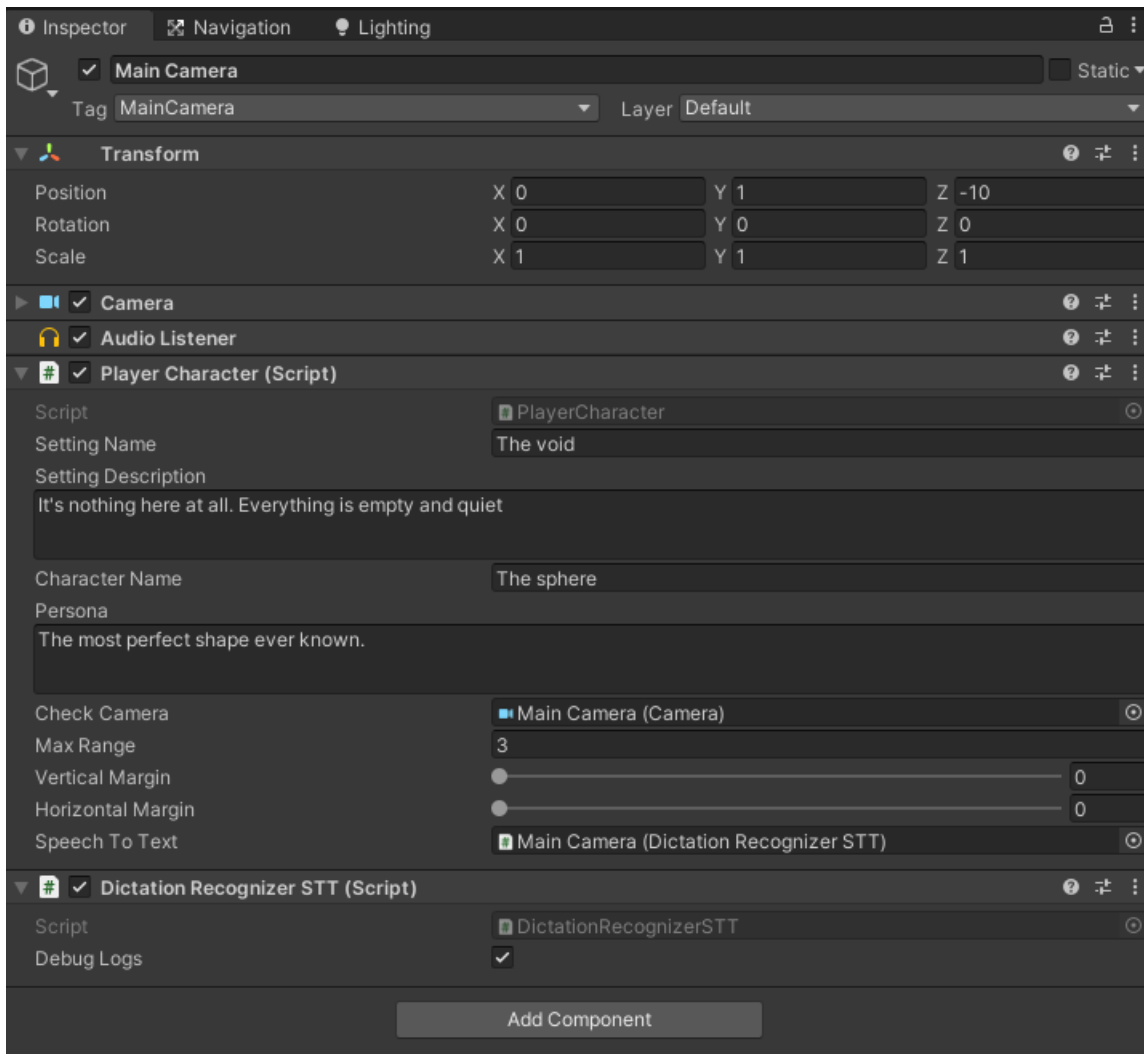 Inspector Navigation Lighting
Main Camera Static
Tag MainCamera Layer Default
Transform
Position X 0 Y 1 Z -10
Rotation X 0 Y 0 Z 0
Scale X 1 Y 1 Z 1
Camera
Audio Listener
# Player Character (Script)
Script # PlayerCharacter
Setting Name The void
Setting Description
It's nothing here at all. Everything is empty and quiet
Character Name The sphere
Persona
The most perfect shape ever known.
Check Camera Main Camera (Camera)
Max Range 3
Vertical Margin 0
Horizontal Margin 0
Speech To Text # Main Camera (Dictation Recognizer STT)
# Dictation Recognizer STT (Script)
Script # DictationRecognizerSTT
Debug Logs
Add Component